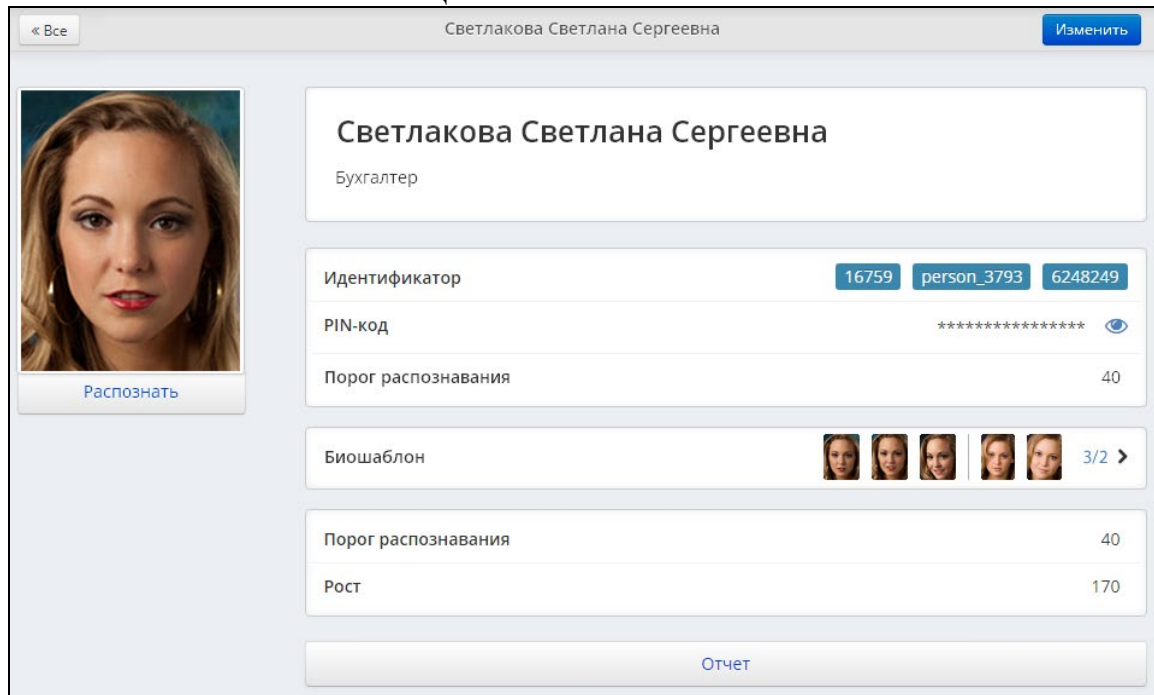 « Все Светлакова Светлана Сергеевна Изменить
Светлакова Светлана Сергеевна
Бухгалтер
Идентификатор 16759 person_3793 6248249
PIN-код ****************
Порог распознавания 40
Распознать
Биошаблон 3/2
Порог распознавания 40
Рост 170
Отчет